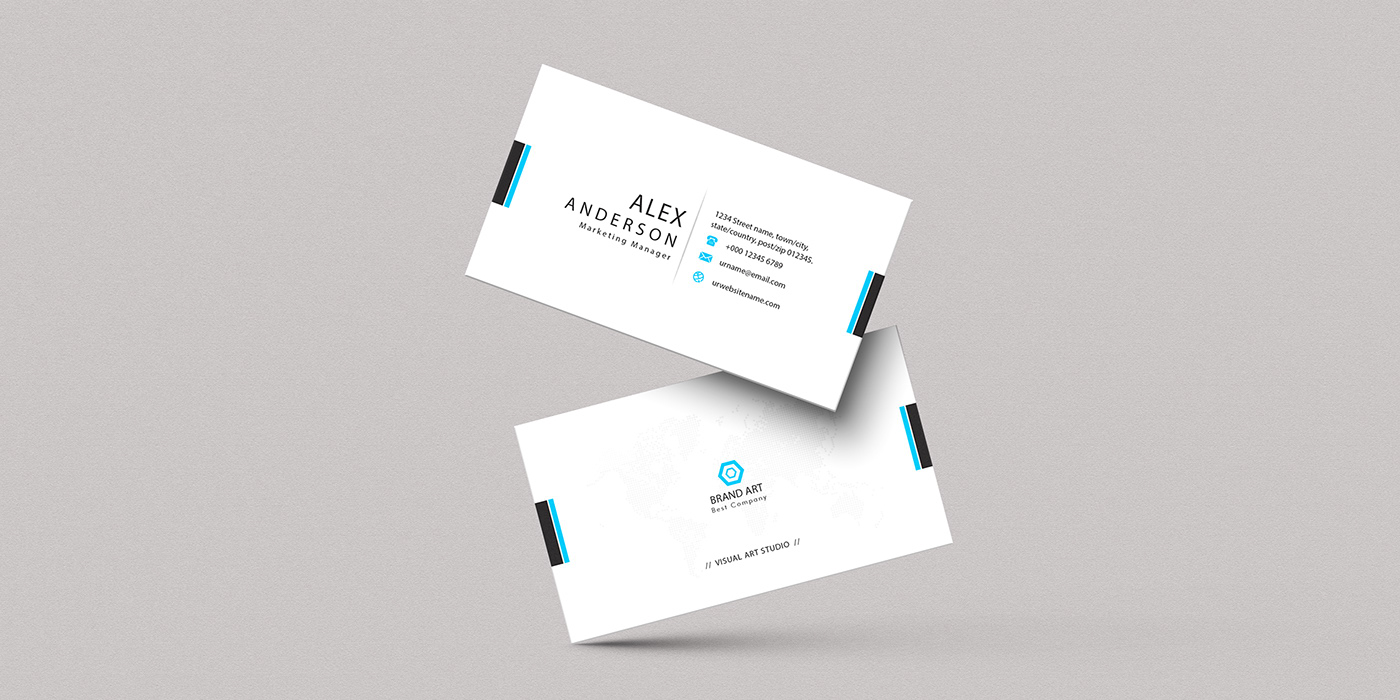 ALEX
ANDERSON
Marketing Manager
1234 Street name, town/city,
state/country, post/zip 012345.
+000 12345 6789
urname@email.com
urwebsitename.com
BRAND ART
Best Company
// VISUAL ART STUDIO //